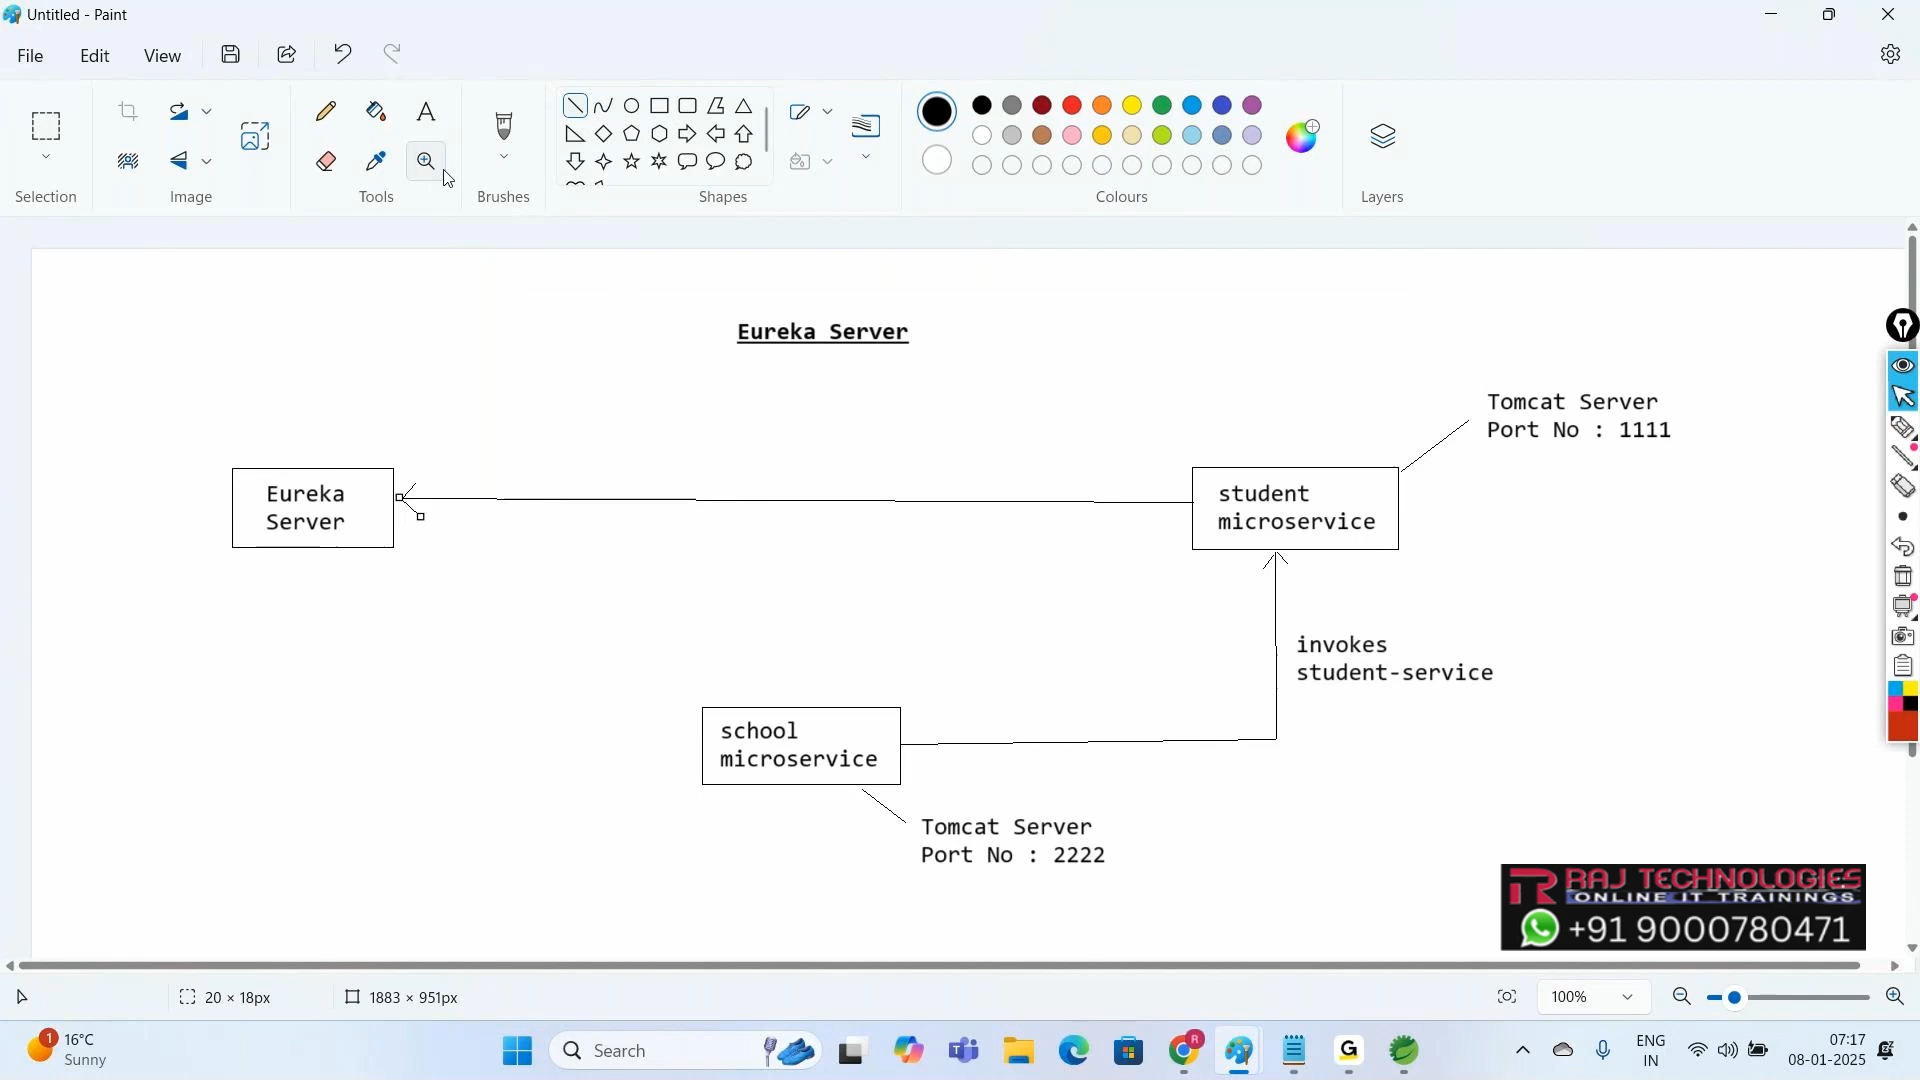 Untitled - Paint
File
Edit
View
Selection
Image
Tools
Brushes
Shapes
Colours
Layers
Eureka Server
Tomcat Server
Port No : 1111
Eureka
Server
student
microservice
invokes
student-service
school
microservice
Tomcat Server
Port No : 2222
RAJ TECHNOLOGIES
ONLINE IT TRAININGS
+91 9000780471
20 × 18px
1883 × 951px
100%
1
16°C
Sunny
Search
R
ENG
IN
07:17
08-01-2025